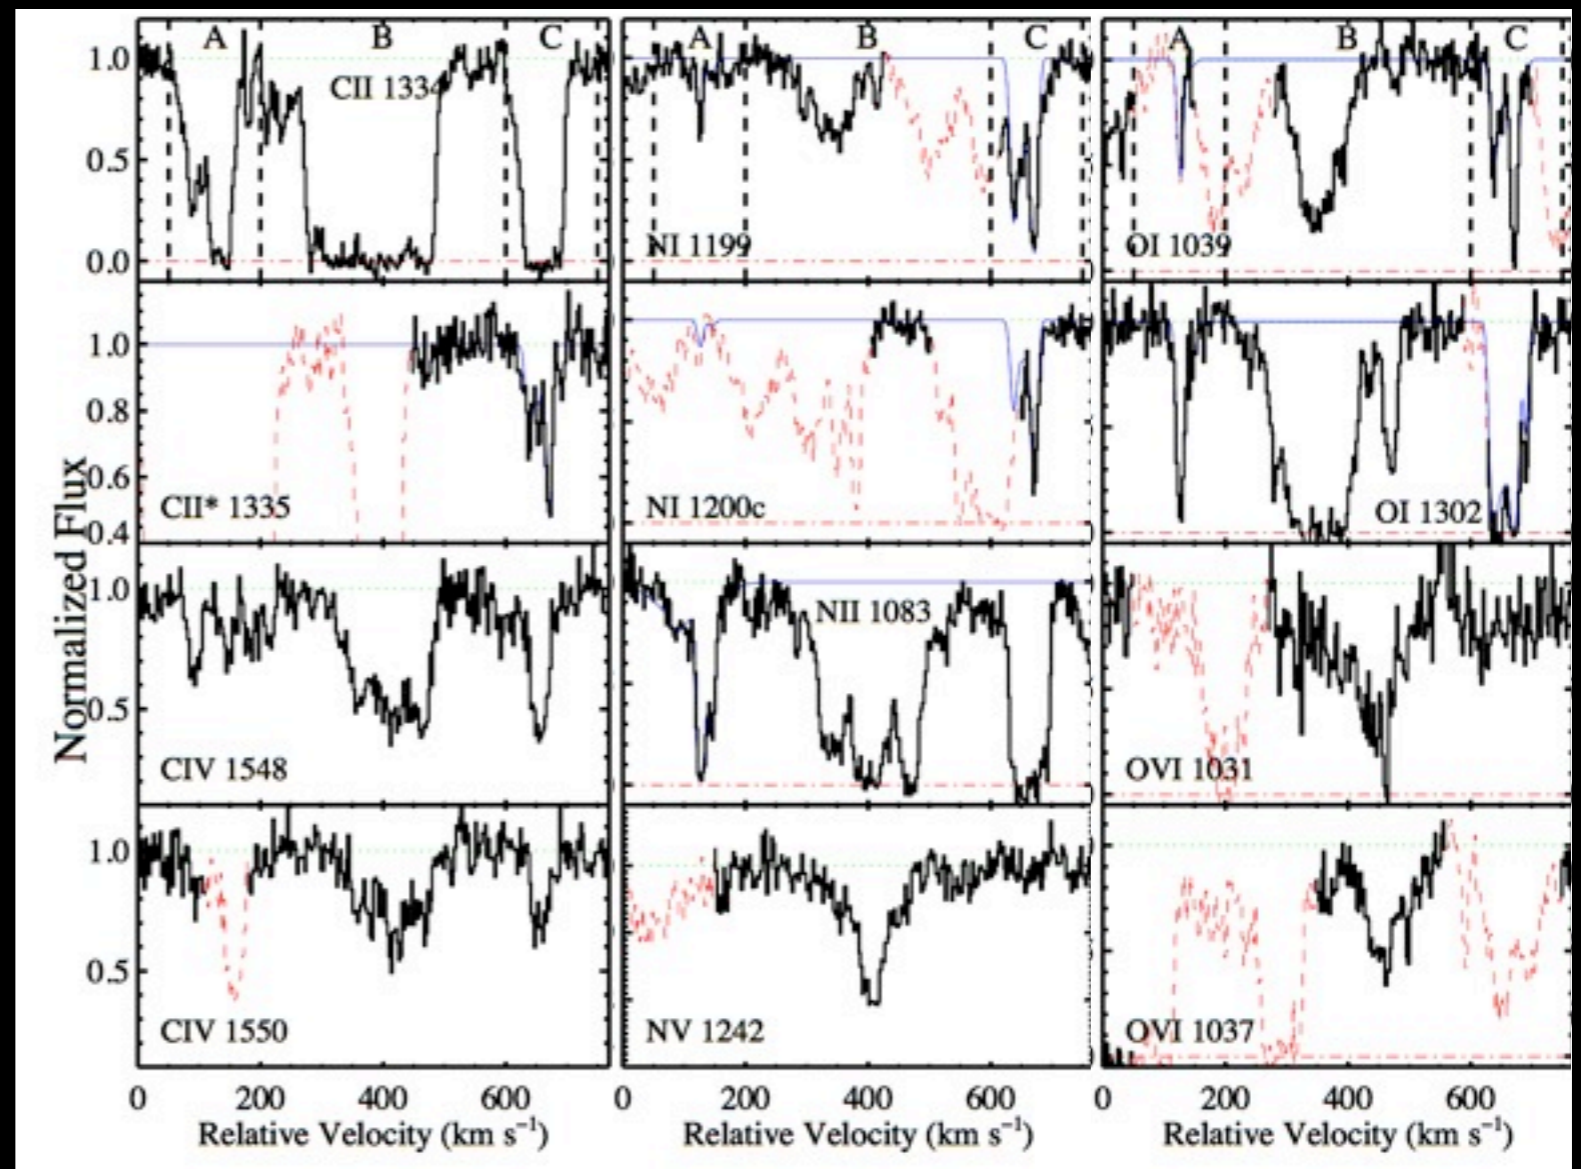 A B C A B C A B C
1.0 CII 1334
0.5
0.0 NI 1199 OI 1039
1.0
0.8
0.6
CII* 1335 NI 1200c OI 1302
0.4
1.0 NII 1083
0.5
CIV 1548 OVI 1031
1.0
0.5
CIV 1550 NV 1242 OVI 1037
Normalized Flux
0 200 400 600 0 200 400 600 0 200 400 600
Relative Velocity (km s⁻¹) Relative Velocity (km s⁻¹) Relative Velocity (km s⁻¹)